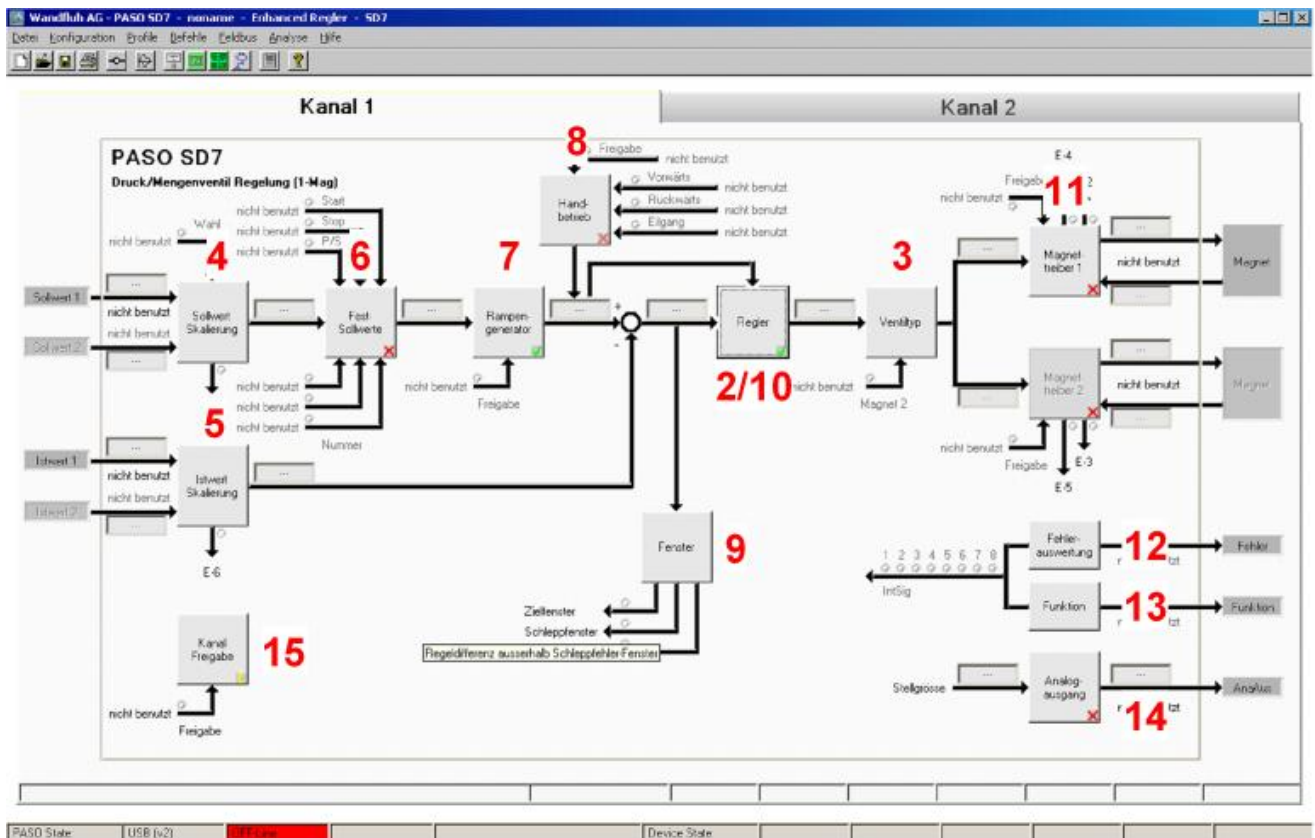 Wandfluh AG - PASO SD7 - noname - Enhanced Regler - SD7
Datei Konfiguration Profile Befehle Feldbus Analyse Hilfe
Kanal 1
Kanal 2
PASO SD7
Druck/Mengenventil Regelung (1-Mag)
8
Freigabe
nicht benutzt
Vorwärts
nicht benutzt
Rückwärts
nicht benutzt
Eilgang
nicht benutzt
Hand-
betrieb
E-4
11
2
nicht benutzt
Start
nicht benutzt
Stop
nicht benutzt
P/S
nicht benutzt
Wahl
nicht benutzt
4
6
7
3
Sollwert 1
...
nicht benutzt
Sollwert 2
nicht benutzt
...
Sollwert
Skalierung
...
Fest-
Sollwerte
...
Rampen-
generator
...
+
-
...
Regler
...
Ventiltyp
...
...
Magnet-
treiber 1
...
nicht benutzt
...
Magnet
Magnet-
treiber 2
...
nicht benutzt
...
Magnet
5
nicht benutzt
nicht benutzt
nicht benutzt
Nummer
nicht benutzt
Freigabe
2/10
nicht benutzt
Magnet 2
nicht benutzt
Freigabe
E-3
E-5
Istwert 1
...
nicht benutzt
Istwert 2
nicht benutzt
...
Istwert
Skalierung
...
E-6
Fenster
9
Zielfenster
Schleppfenster
Regeldifferenz ausserhalb Schleppfehler-Fenster
1 2 3 4 5 6 7 8
IntSig
Fehler-
auswertung
12
Fehler
Funktion
13
Funktion
Kanal
Freigabe
15
nicht benutzt
Freigabe
Stellgrösse
...
Analog-
ausgang
...
14
AnaAus
PASO State:
USB (v2)
OFF-Line
Device State